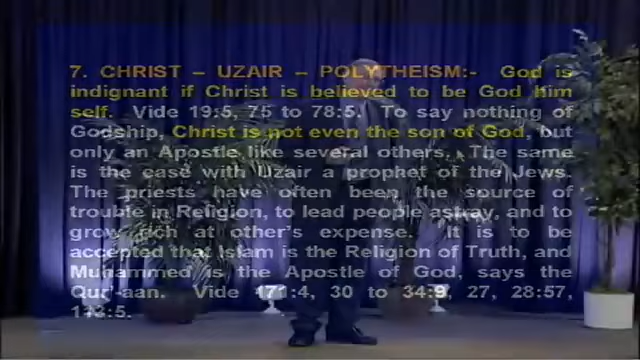 7. CHRIST – UZAIR – POLYTHEISM:- God is
indignant if Christ is believed to be God him
self. Vide 19:5, 75 to 78:5. To say nothing of
Godship, Christ is not even the son of God, but
only an Apostle like several others. The same
is the case with Uzair a prophet of the Jews.
The priests have often been the source of
trouble in Religion, to lead people astray, and to
grow rich at other's expense. It is to be
accepted that Islam is the Religion of Truth, and
Muhammed is the Apostle of God, says the
Qur'-aan. Vide 171:4, 30 to 34:9, 27, 28:57,